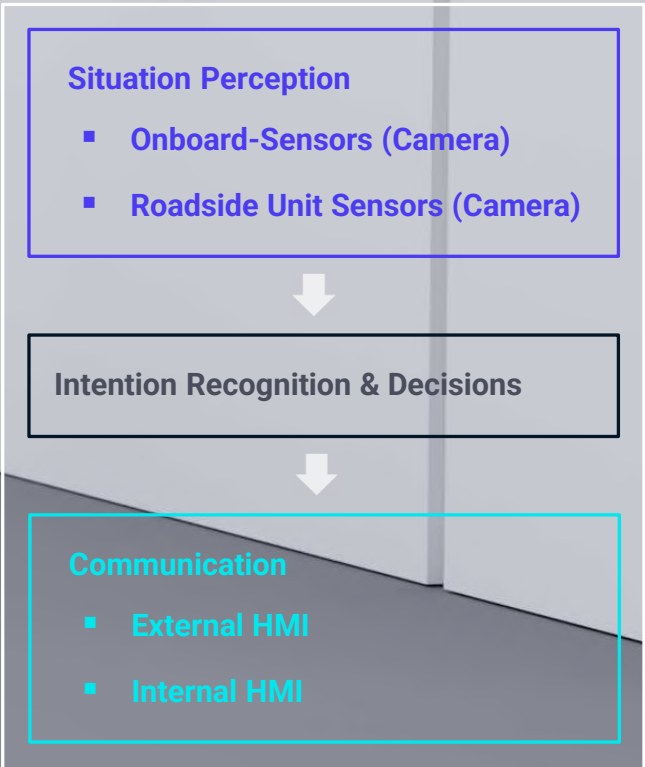 Situation Perception
▪ Onboard-Sensors (Camera)
▪ Roadside Unit Sensors (Camera)
Intention Recognition & Decisions
Communication
▪ External HMI
▪ Internal HMI